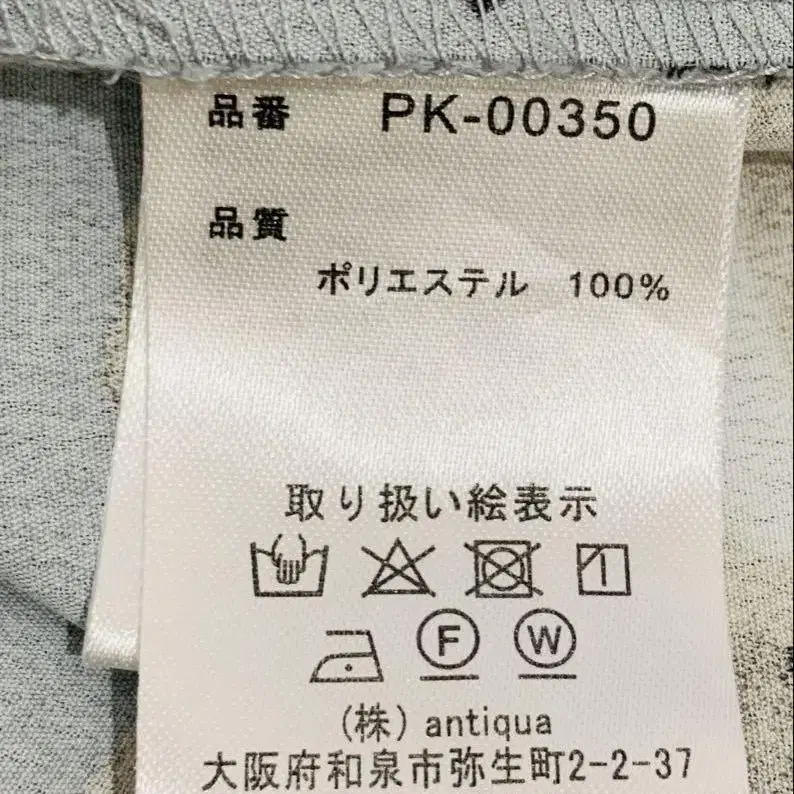 品番 PK-00350
品質
ポリエステル 100%
取り扱い絵表示
F W
(株) antiqua
大阪府和泉市弥生町2-2-37